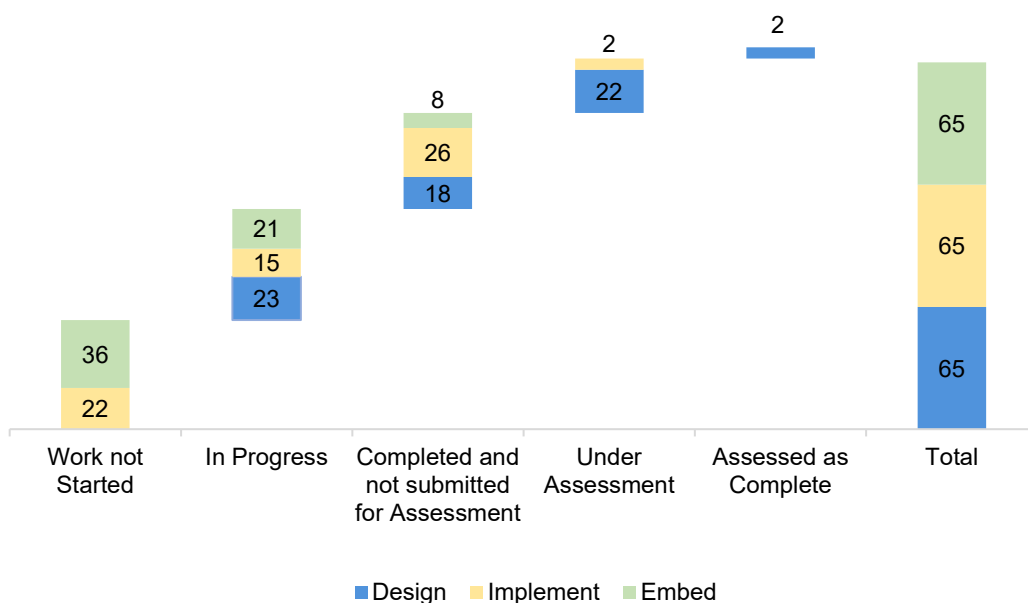 2
2
8
22
26
18
65
21
15
23
65
36
22
65
Work not
Started
In Progress
Completed and
not submitted
for Assessment
Under
Assessment
Assessed as
Complete
Total
Design
Implement
Embed